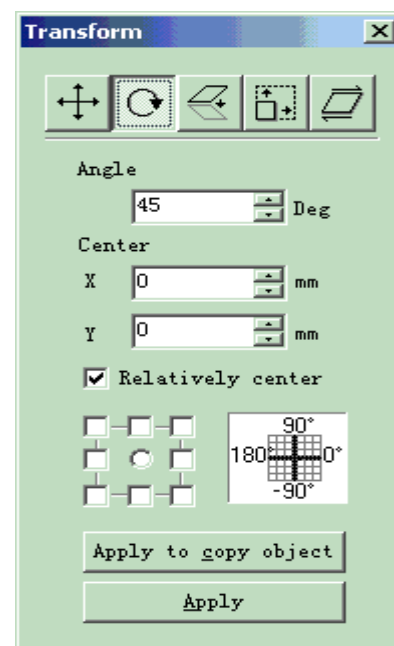 Transform
Angle
45 Deg
Center
X 0 mm
Y 0 mm
Relatively center
90°
180° 0°
-90°
Apply to copy object
Apply